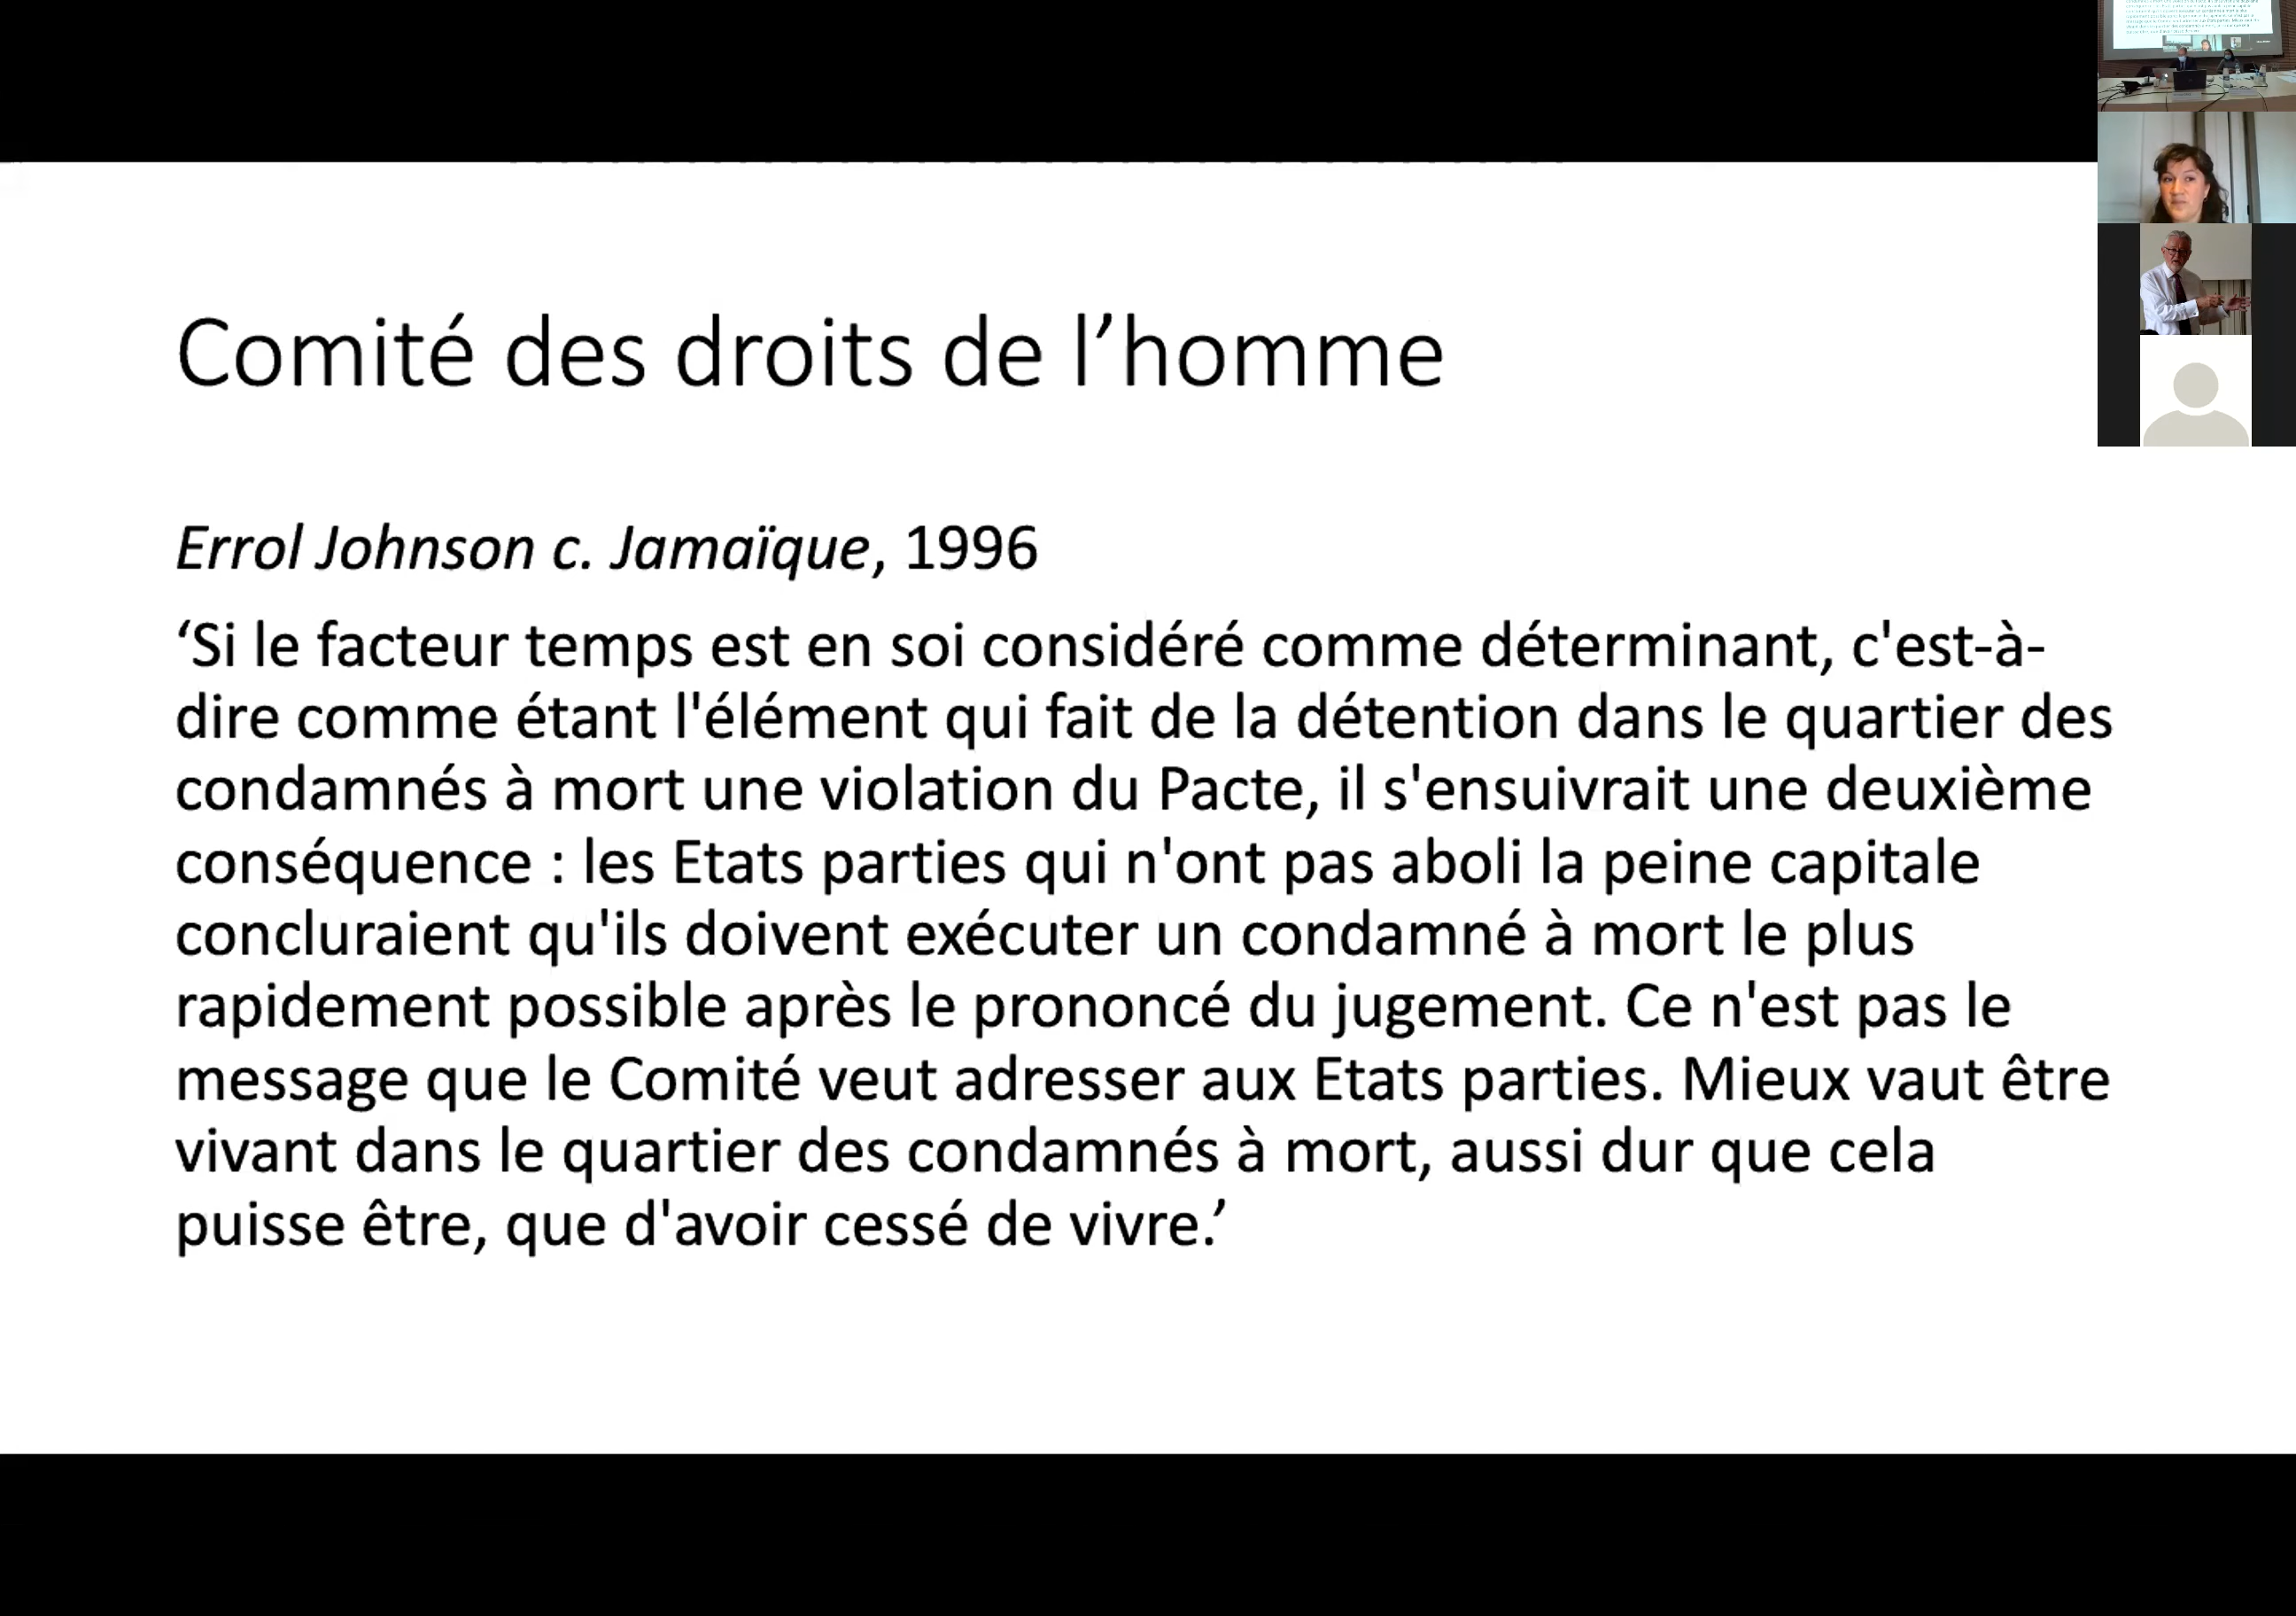 Comité des droits de l’homme
Errol Johnson c. Jamaïque, 1996
‘Si le facteur temps est en soi considéré comme déterminant, c'est-à-
dire comme étant l'élément qui fait de la détention dans le quartier des
condamnés à mort une violation du Pacte, il s'ensuivrait une deuxième
conséquence : les Etats parties qui n'ont pas aboli la peine capitale
concluraient qu'ils doivent exécuter un condamné à mort le plus
rapidement possible après le prononcé du jugement. Ce n'est pas le
message que le Comité veut adresser aux Etats parties. Mieux vaut être
vivant dans le quartier des condamnés à mort, aussi dur que cela
puisse être, que d'avoir cessé de vivre.’